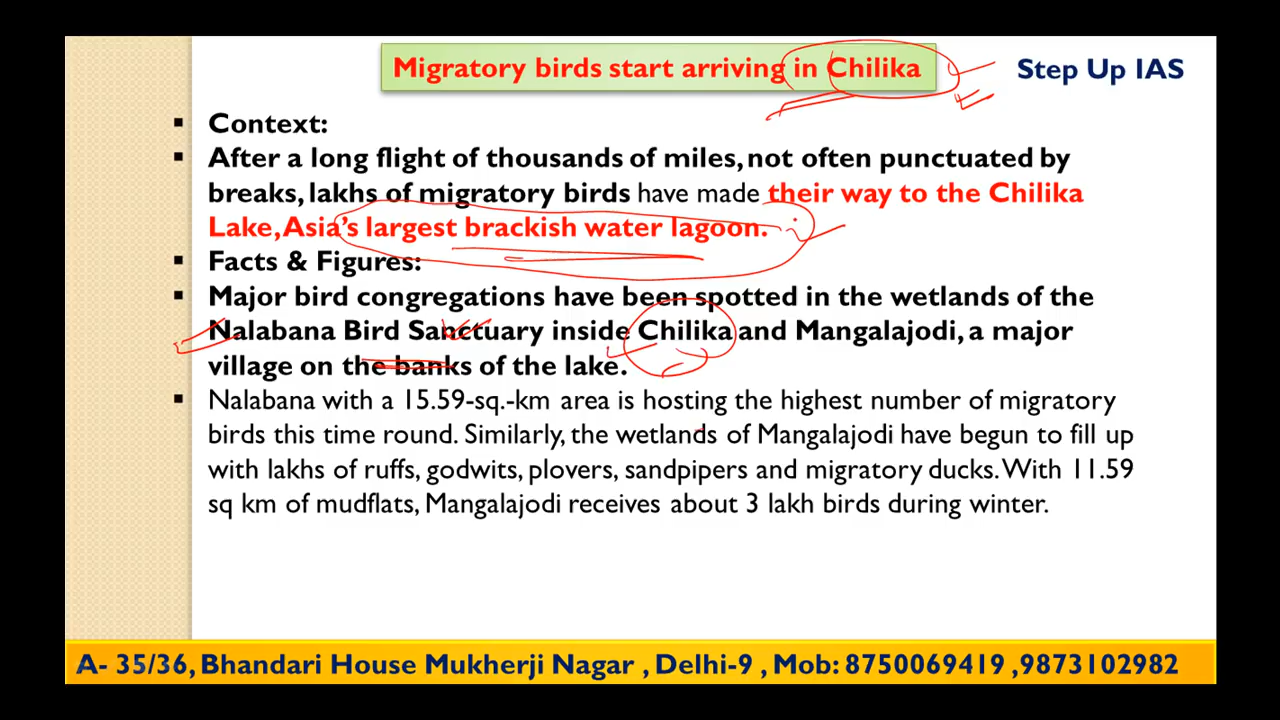 Migratory birds start arriving in Chilika
Step Up IAS
▪ Context:
▪ After a long flight of thousands of miles, not often punctuated by
breaks, lakhs of migratory birds have made their way to the Chilika
Lake, Asia's largest brackish water lagoon.
▪ Facts & Figures:
▪ Major bird congregations have been spotted in the wetlands of the
Nalabana Bird Sanctuary inside Chilika and Mangalajodi, a major
village on the banks of the lake.
▪ Nalabana with a 15.59-sq.-km area is hosting the highest number of migratory
birds this time round. Similarly, the wetlands of Mangalajodi have begun to fill up
with lakhs of ruffs, godwits, plovers, sandpipers and migratory ducks. With 11.59
sq km of mudflats, Mangalajodi receives about 3 lakh birds during winter.
A- 35/36, Bhandari House Mukherji Nagar , Delhi-9 , Mob: 8750069419 ,9873102982